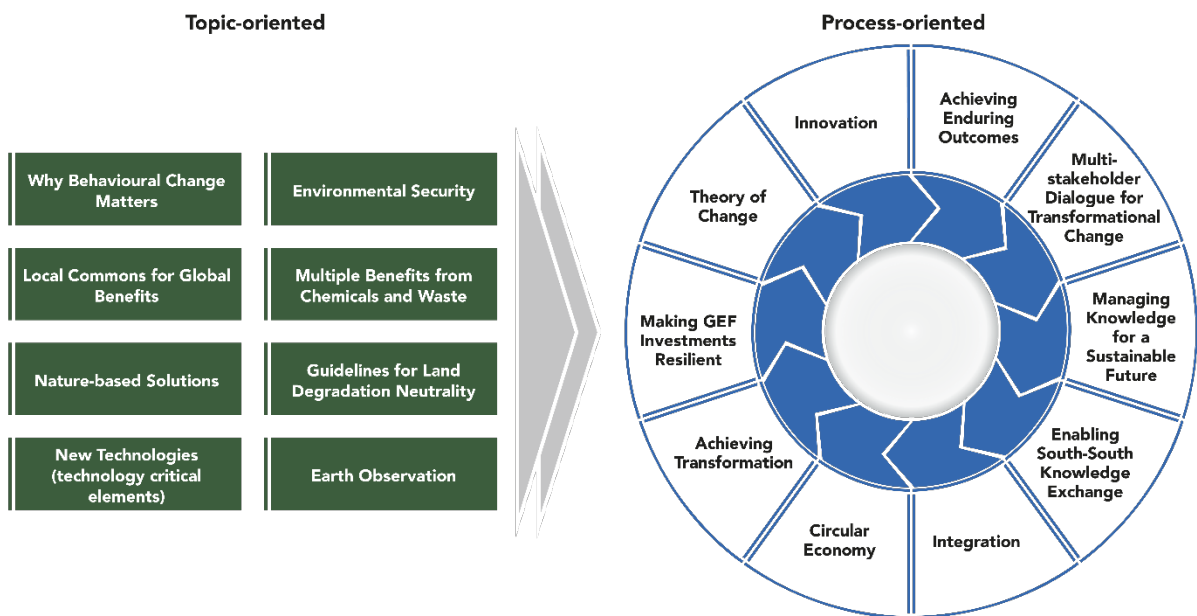 Topic-oriented
Why Behavioural Change
Matters
Environmental Security
Local Commons for Global
Benefits
Multiple Benefits from
Chemicals and Waste
Nature-based Solutions
Guidelines for Land
Degradation Neutrality
New Technologies
(technology critical
elements)
Earth Observation
Process-oriented
Achieving
Enduring
Outcomes
Multi-
stakeholder
Dialogue for
Transformational
Change
Managing
Knowledge
for a
Sustainable
Future
Enabling
South-South
Knowledge
Exchange
Integration
Circular
Economy
Achieving
Transformation
Making GEF
Investments
Resilient
Theory of
Change
Innovation